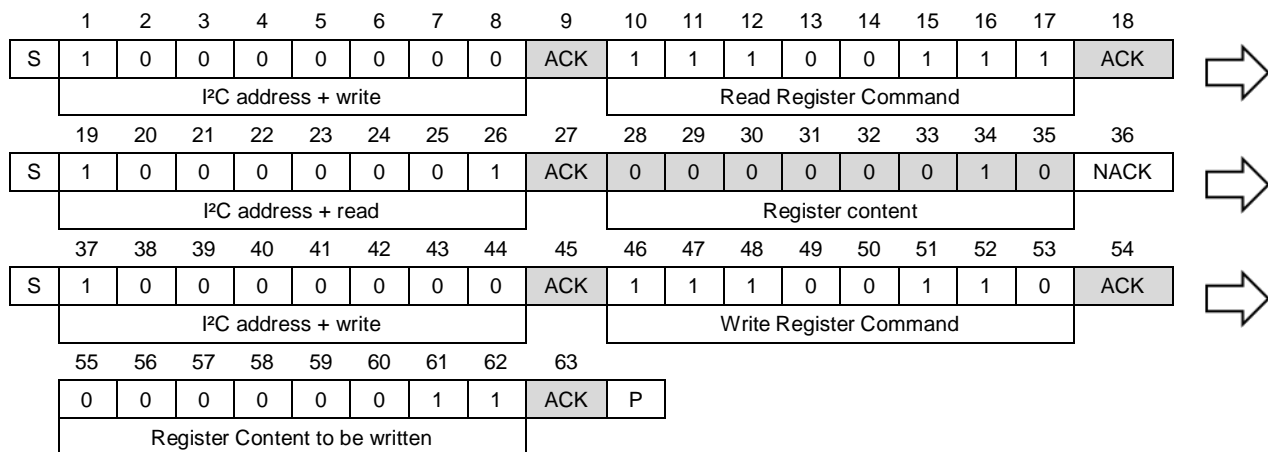 1 2 3 4 5 6 7 8 9 10 11 12 13 14 15 16 17 18
S 1 0 0 0 0 0 0 0 ACK 1 1 1 0 0 1 1 1 ACK
I²C address + write Read Register Command
19 20 21 22 23 24 25 26 27 28 29 30 31 32 33 34 35 36
S 1 0 0 0 0 0 0 1 ACK 0 0 0 0 0 0 1 0 NACK
I²C address + read Register content
37 38 39 40 41 42 43 44 45 46 47 48 49 50 51 52 53 54
S 1 0 0 0 0 0 0 0 ACK 1 1 1 0 0 1 1 0 ACK
I²C address + write Write Register Command
55 56 57 58 59 60 61 62 63
0 0 0 0 0 0 1 1 ACK P
Register Content to be written